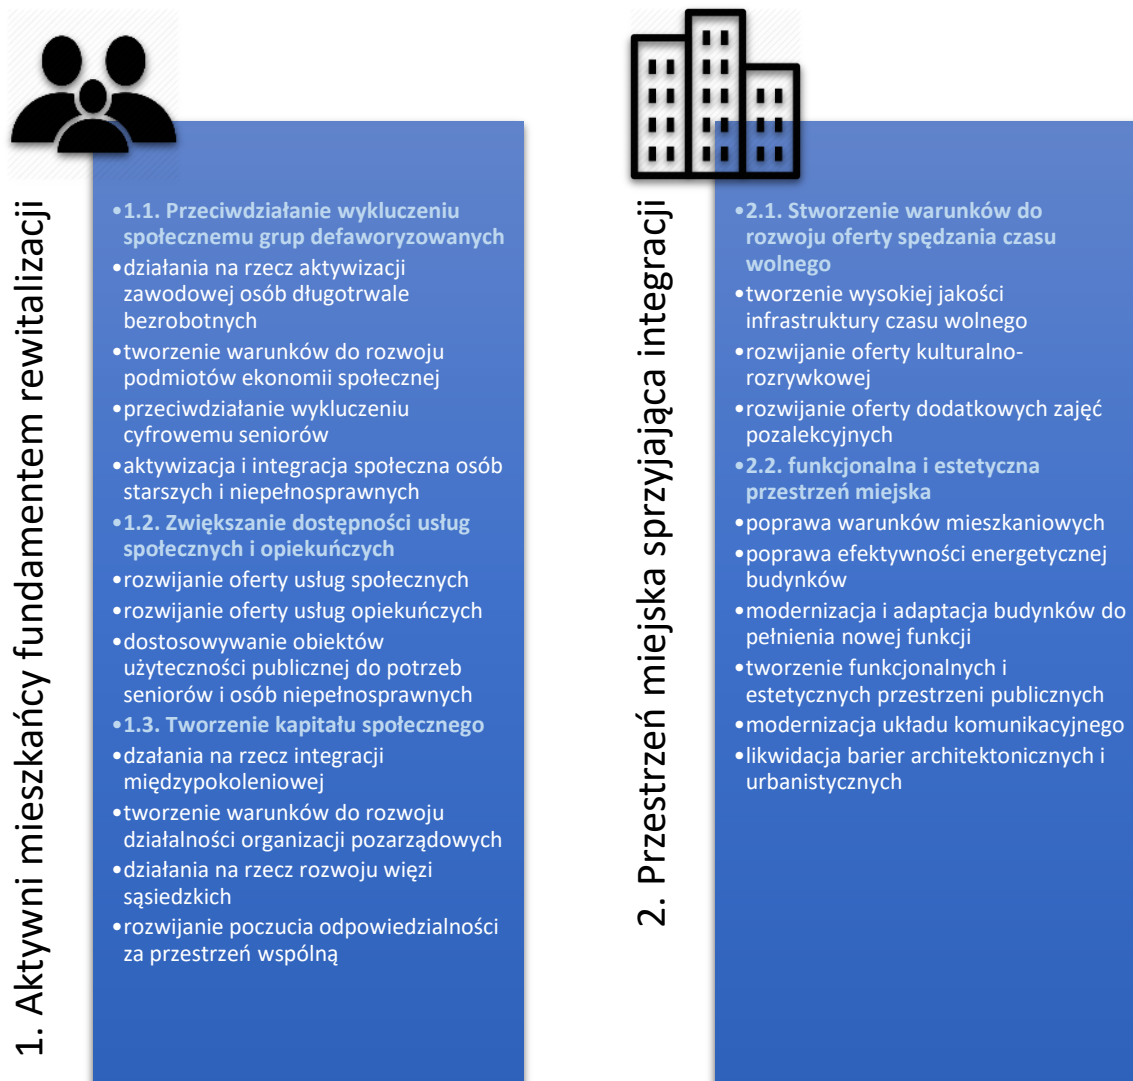 1. Aktywni mieszkańcy fundamentem rewitalizacji
•1.1. Przeciwdziałanie wykluczeniu
społecznemu grup defaworyzowanych
•działania na rzecz aktywizacji
zawodowej osób długotrwale
bezrobotnych
•tworzenie warunków do rozwoju
podmiotów ekonomii społecznej
•przeciwdziałanie wykluczeniu
cyfrowemu seniorów
•aktywizacja i integracja społeczna osób
starszych i niepełnosprawnych
•1.2. Zwiększanie dostępności usług
społecznych i opiekuńczych
•rozwijanie oferty usług społecznych
•rozwijanie oferty usług opiekuńczych
•dostosowywanie obiektów
użyteczności publicznej do potrzeb
seniorów i osób niepełnosprawnych
•1.3. Tworzenie kapitału społecznego
•dzałania na rzecz integracji
międzypokoleniowej
•tworzenie warunków do rozwoju
działalności organizacji pozarządowych
•działania na rzecz rozwoju więzi
sąsiedzkich
•rozwijanie poczucia odpowiedzialności
za przestrzeń wspólną
2. Przestrzeń miejska sprzyjająca integracji
•2.1. Stworzenie warunków do
rozwoju oferty spędzania czasu
wolnego
•tworzenie wysokiej jakości
infrastruktury czasu wolnego
•rozwijanie oferty kulturalno-
rozrywkowej
•rozwijanie oferty dodatkowych zajęć
pozalekcyjnych
•2.2. funkcjonalna i estetyczna
przestrzeń miejska
•poprawa warunków mieszkaniowych
•poprawa efektywności energetycznej
budynków
•modernizacja i adaptacja budynków do
pełnienia nowej funkcji
•tworzenie funkcjonalnych i
estetycznych przestrzeni publicznych
•modernizacja układu komunikacyjnego
•likwidacja barier architektonicznych i
urbanistycznych